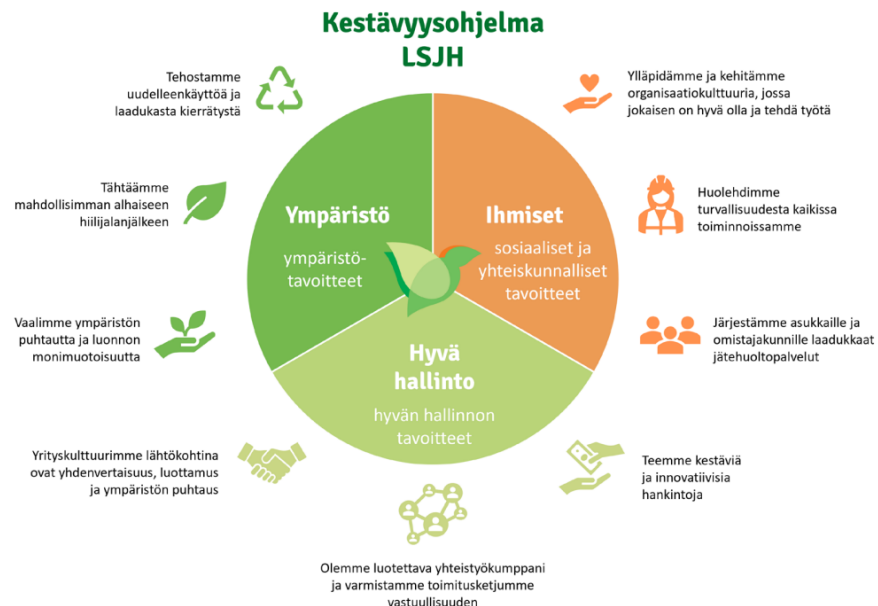 Kestävyysohjelma
LSJH
Tehostamme
uudelleenkäyttöä ja
laadukasta kierrätystä
Tähtäämme
mahdollisimman alhaiseen
hiilijalanjälkeen
Vaalimme ympäristön
puhtautta ja luonnon
monimuotoisuutta
Ympäristö
ympäristö-
tavoitteet
Ihmiset
sosiaaliset ja
yhteiskunnalliset
tavoitteet
Hyvä
hallinto
hyvän hallinnon
tavoitteet
Ylläpidämme ja kehitämme
organisaatiokulttuuria, jossa
jokaisen on hyvä olla ja tehdä työtä
Huolehdimme
turvallisuudesta kaikissa
toiminnoissamme
Järjestämme asukkaille ja
omistajakunnille laadukkaat
jätehuoltopalvelut
Yrityskulttuurimme lähtökohtina
ovat yhdenvertaisuus, luottamus
ja ympäristön puhtaus
Olemme luotettava yhteistyökumppani
ja varmistamme toimitusketjumme
vastuullisuuden
Teemme kestäviä
ja innovatiivisia
hankintoja